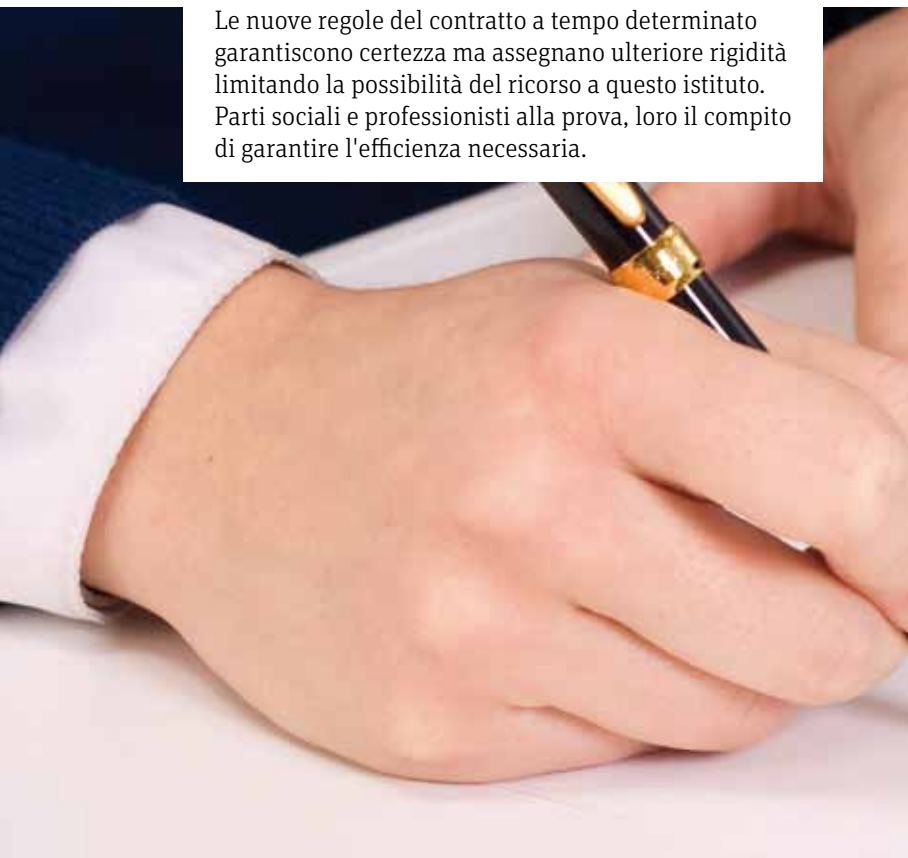 Le nuove regole del contratto a tempo determinato
garantiscono certezza ma assegnano ulteriore rigidità
limitando la possibilità del ricorso a questo istituto.
Parti sociali e professionisti alla prova, loro il compito
di garantire l'efficienza necessaria.